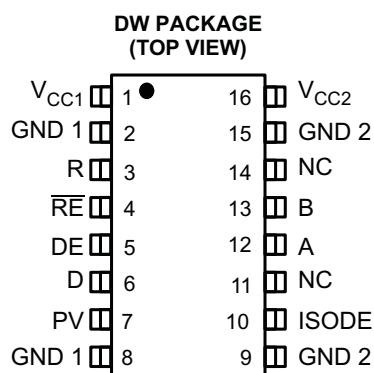 DW PACKAGE
(TOP VIEW)
VCC1 1 16 VCC2
GND 1 2 15 GND 2
R 3 14 NC
R̅E̅ 4 13 B
DE 5 12 A
D 6 11 NC
PV 7 10 ISODE
GND 1 8 9 GND 2